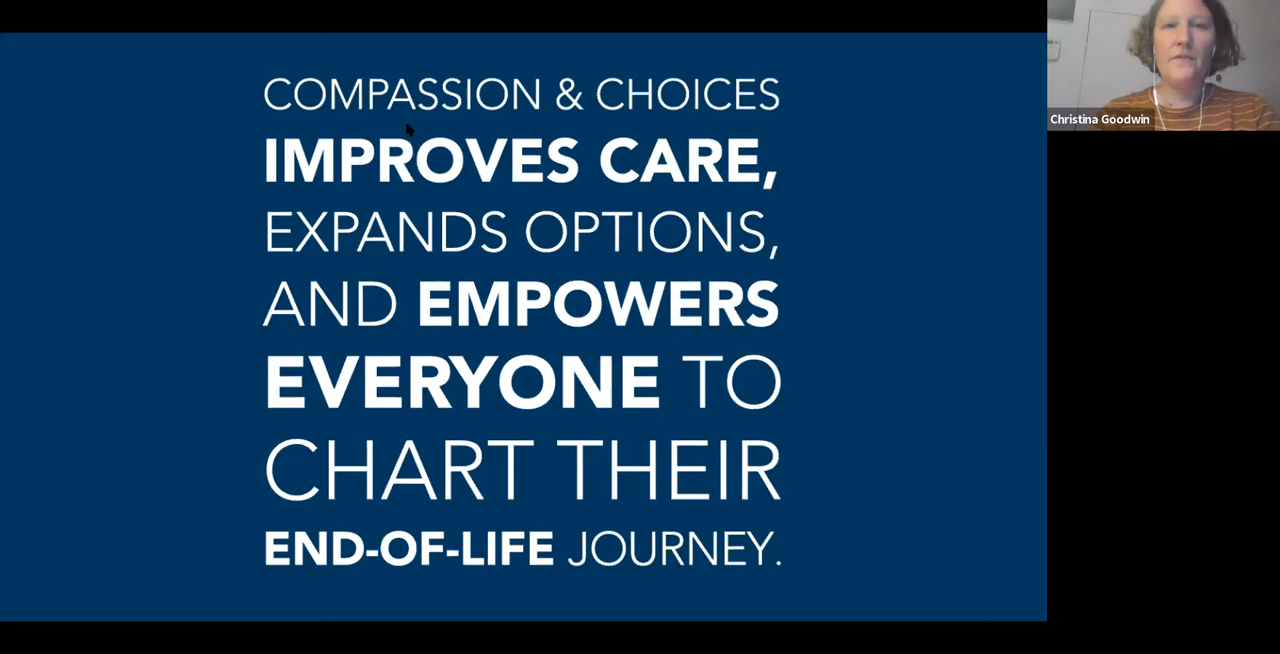 COMPASSION & CHOICES
IMPROVES CARE,
EXPANDS OPTIONS,
AND EMPOWERS
EVERYONE TO
CHART THEIR
END-OF-LIFE JOURNEY.
Christina Goodwin